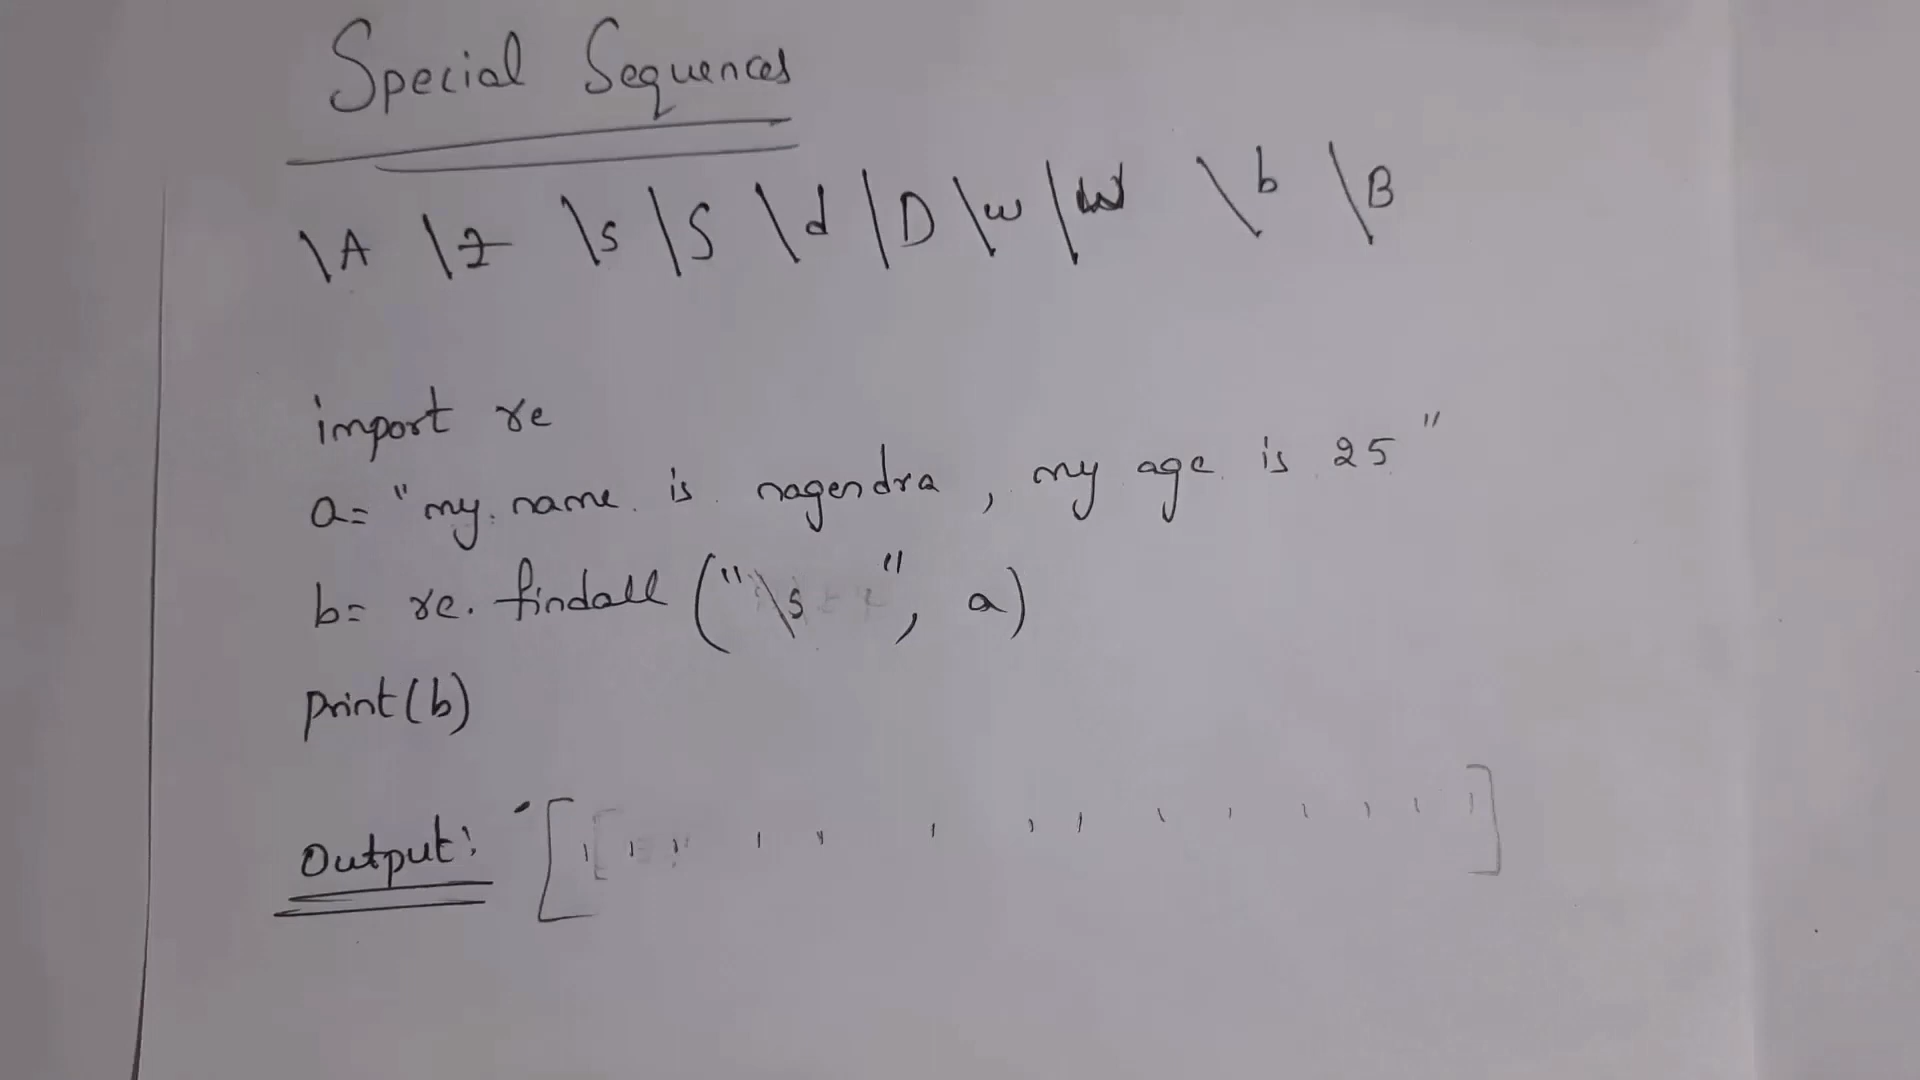 Special Sequences
\A \Z \s \S \d \D \w \W \b \B
import re
a= "my name is nagendra, my age is 25"
b= re.findall("\s", a)
print(b)
Output: [' ', ' ', ' ', ' ', ' ', ' ']